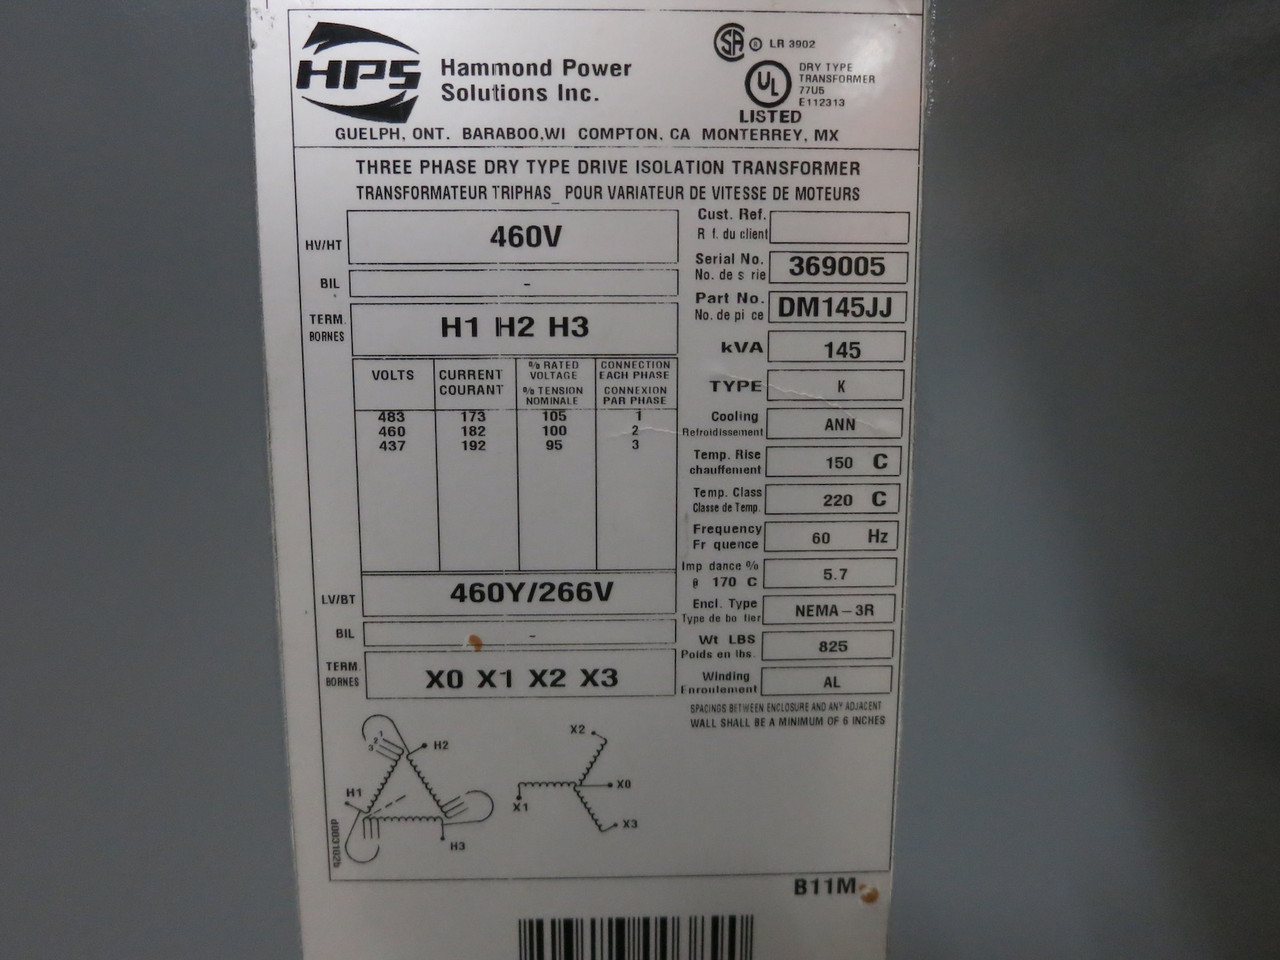 HPS
Hammond Power
Solutions Inc.
SA ® LR 3902
UL
LISTED
DRY TYPE
TRANSFORMER
77U5
E112313
GUELPH, ONT. BARABOO,WI COMPTON, CA MONTERREY, MX
THREE PHASE DRY TYPE DRIVE ISOLATION TRANSFORMER
TRANSFORMATEUR TRIPHAS_ POUR VARIATEUR DE VITESSE DE MOTEURS
HV/HT 460V
BIL -
TERM. BORNES H1 H2 H3
VOLTS CURRENT COURANT % RATED VOLTAGE % TENSION NOMINALE CONNECTION EACH PHASE CONNEXION PAR PHASE
483 173 105 1
460 182 100 2
437 192 95 3
LV/BT 460Y/266V
BIL -
TERM. BORNES X0 X1 X2 X3
Cust. Ref.
R f. du client
Serial No.
No. de s rie 369005
Part No.
No. de pi ce DM145JJ
kVA 145
TYPE K
Cooling
Refroidissement ANN
Temp. Rise
chauffement 150 C
Temp. Class
Classe de Temp. 220 C
Frequency
Fr quence 60 Hz
Imp dance %
@ 170 C 5.7
Encl. Type
Type de bo tier NEMA-3R
Wt LBS
Poids en lbs. 825
Winding
Enroulement AL
SPACINGS BETWEEN ENCLOSURE AND ANY ADJACENT
WALL SHALL BE A MINIMUM OF 6 INCHES
3 2 1
H2
H1
H3
X2
X0
X1
X3
B11M